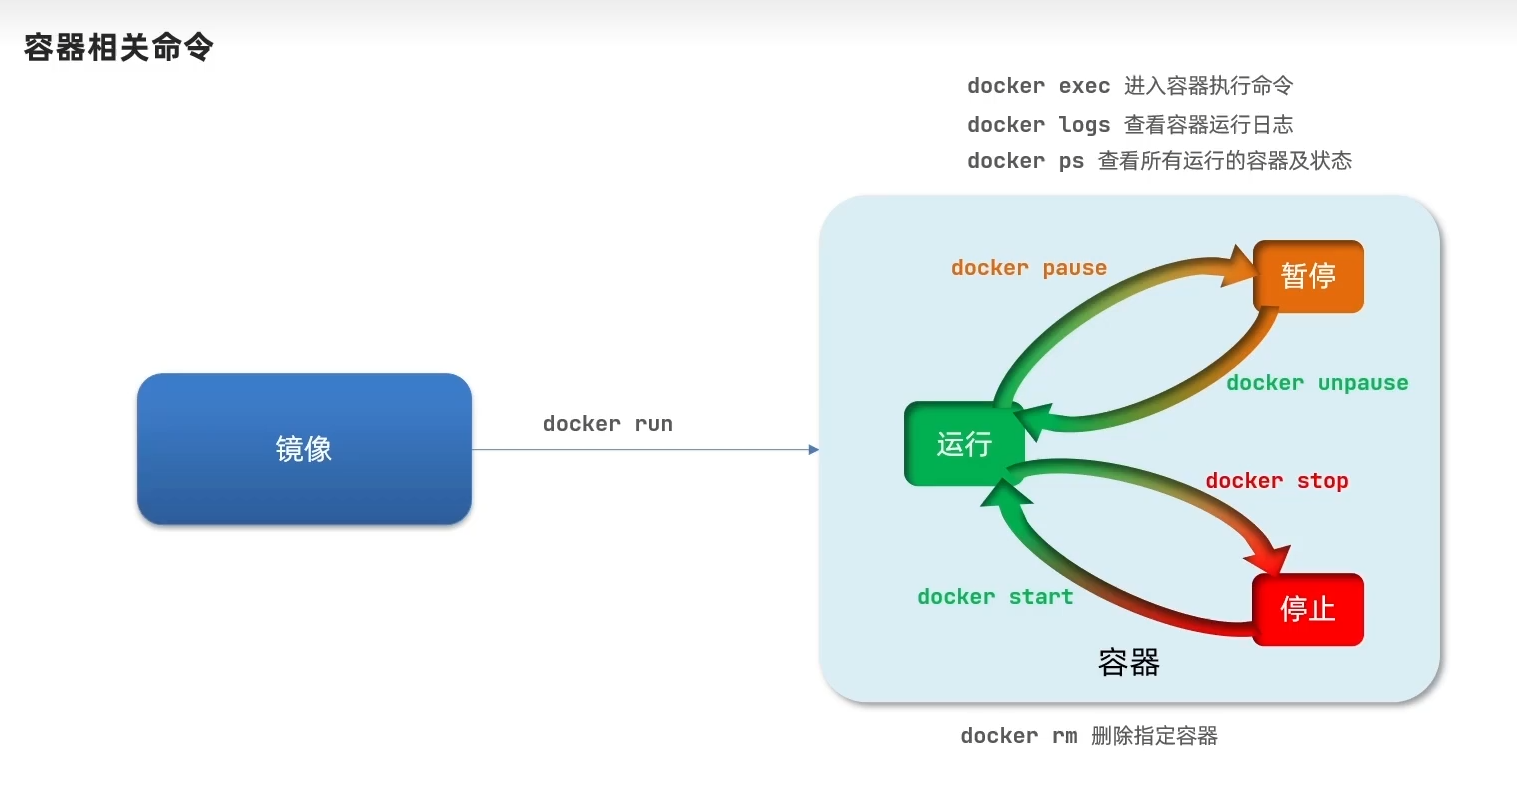 容器相关命令
docker exec 进入容器执行命令
docker logs 查看容器运行日志
docker ps 查看所有运行的容器及状态
docker pause
暂停
docker unpause
镜像
docker run
运行
docker stop
docker start
停止
容器
docker rm 删除指定容器